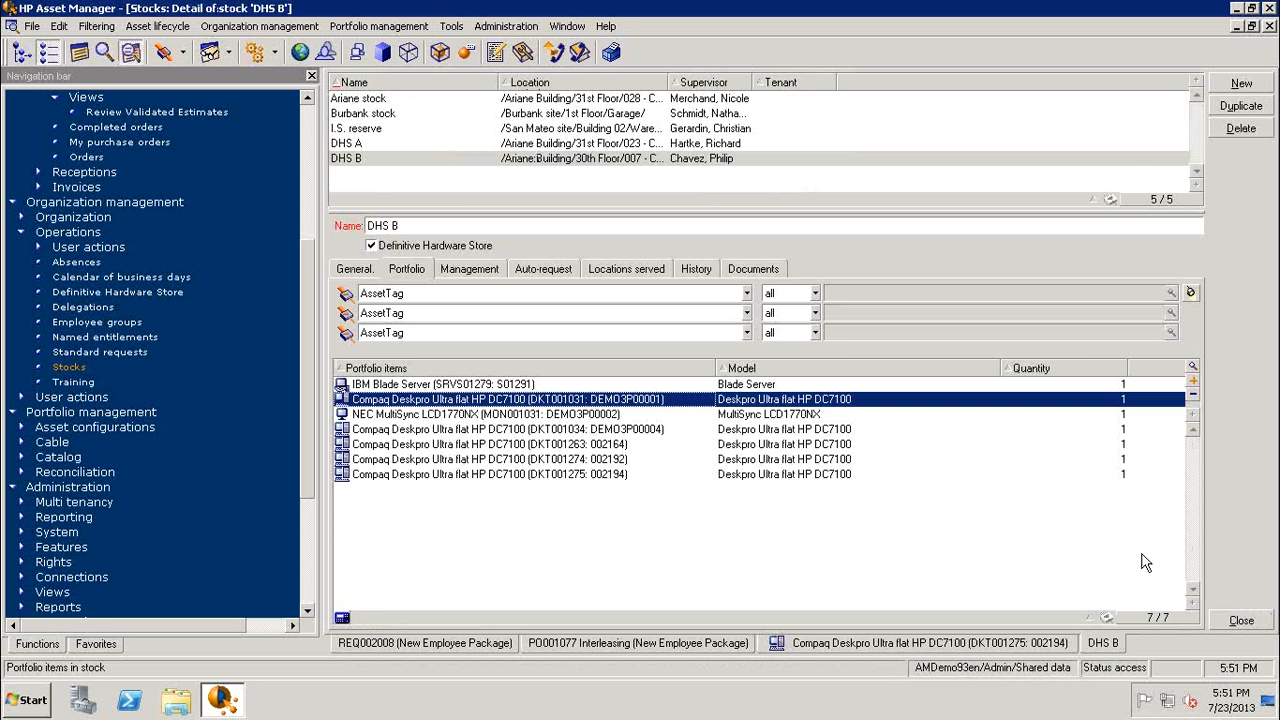 HP Asset Manager - [Stocks: Detail of stock 'DHS B']
File Edit Filtering Asset lifecycle Organization management Portfolio management Tools Administration Window Help
Navigation bar
Views
Review Validated Estimates
Completed orders
My purchase orders
Orders
Receptions
Invoices
Organization management
Organization
Operations
User actions
Absences
Calendar of business days
Definitive Hardware Store
Delegations
Employee groups
Named entitlements
Standard requests
Stocks
Training
User actions
Portfolio management
Asset configurations
Cable
Catalog
Reconciliation
Administration
Multi tenancy
Reporting
System
Features
Rights
Connections
Views
Reports
Functions Favorites
Name Location Supervisor Tenant
Ariane stock /Ariane Building/31st Floor/028 - C... Merchand, Nicole
Burbank stock /Burbank site/1st Floor/Garage/ Schmidt, Natha...
I.S. reserve /San Mateo site/Building 02/Ware... Gerardin, Christian
DHS A /Ariane Building/31st Floor/023 - C... Hartke, Richard
DHS B /Ariane Building/30th Floor/007 - C... Chavez, Philip
5 / 5
New
Duplicate
Delete
Name: DHS B
Definitive Hardware Store
General. Portfolio Management Auto-request Locations served History Documents
AssetTag all
AssetTag all
AssetTag all
Portfolio items Model Quantity
IBM Blade Server (SRVS01279: S01291) Blade Server 1
Compaq Deskpro Ultra flat HP DC7100 (DKT001031: DEMO3P00001) Deskpro Ultra flat HP DC7100 1
NEC MultiSync LCD1770NX (MON001031: DEMO3P00002) MultiSync LCD1770NX 1
Compaq Deskpro Ultra flat HP DC7100 (DKT001034: DEMO3P00004) Deskpro Ultra flat HP DC7100 1
Compaq Deskpro Ultra flat HP DC7100 (DKT001263: 002164) Deskpro Ultra flat HP DC7100 1
Compaq Deskpro Ultra flat HP DC7100 (DKT001274: 002192) Deskpro Ultra flat HP DC7100 1
Compaq Deskpro Ultra flat HP DC7100 (DKT001275: 002194) Deskpro Ultra flat HP DC7100 1
7 / 7
Close
REQ002008 (New Employee Package) PO001077 Interleasing (New Employee Package) Compaq Deskpro Ultra flat HP DC7100 (DKT001275: 002194) DHS B
Portfolio items in stock AMDemo93en/Admin/Shared data Status access 5:51 PM
Start 5:51 PM
7/23/2013